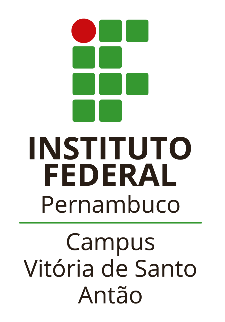 INSTITUTO
FEDERAL
Pernambuco
Campus
Vitória de Santo
Antão